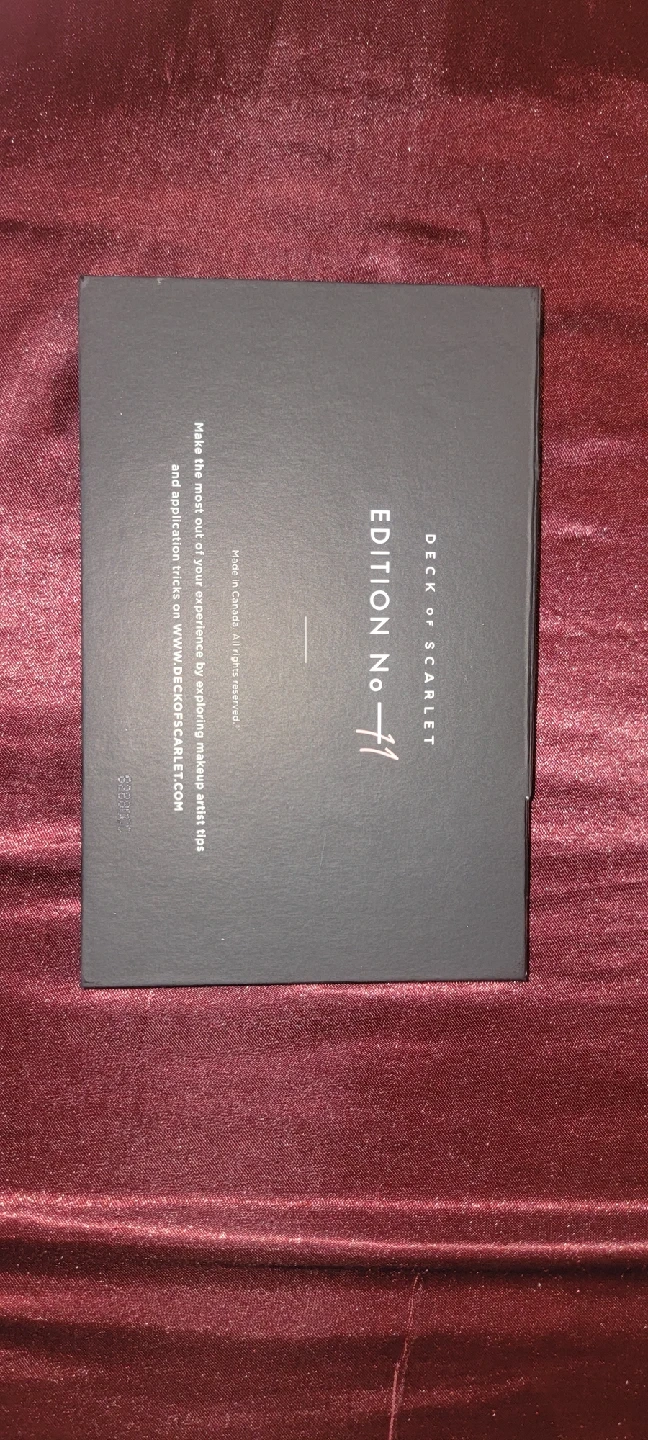 DECK OF SCARLET
EDITION No — 11
Made in Canada. All rights reserved.
Make the most out of your experience by exploring makeup artist tips
and application tricks on WWW.DECKOFSCARLET.COM